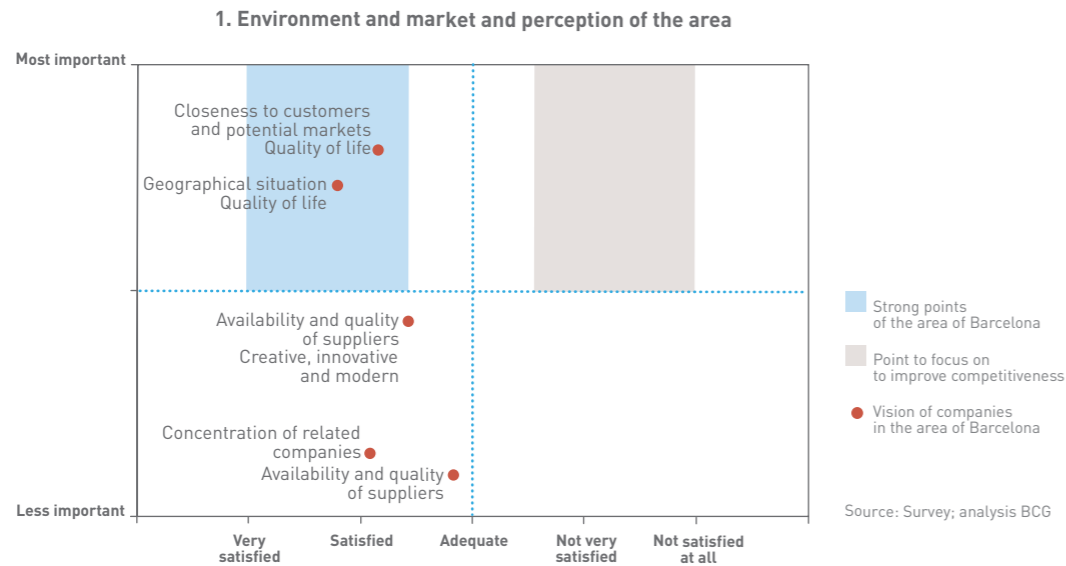 1. Environment and market and perception of the area
Most important
Closeness to customers
and potential markets
Quality of life
Geographical situation
Quality of life
Availability and quality
of suppliers
Creative, innovative
and modern
Concentration of related
companies
Availability and quality
of suppliers
Less important
Very
satisfied
Satisfied
Adequate
Not very
satisfied
Not satisfied
at all
Strong points
of the area of Barcelona
Point to focus on
to improve competitiveness
Vision of companies
in the area of Barcelona
Source: Survey; analysis BCG